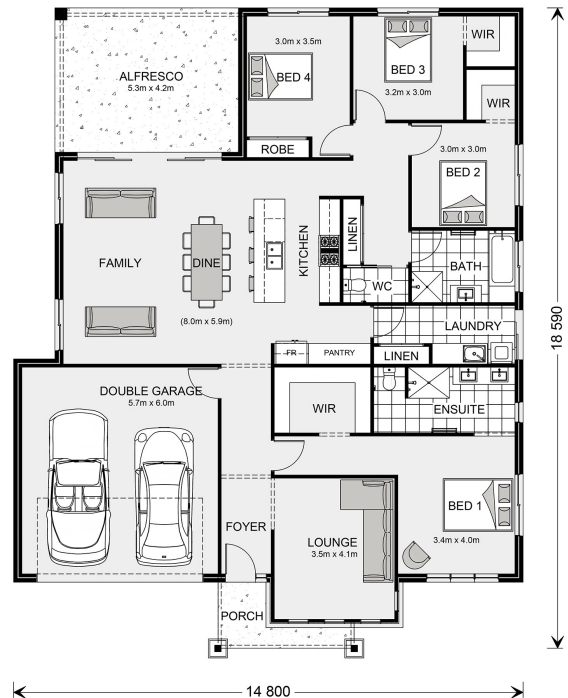 ALFRESCO
5.3m x 4.2m
3.0m x 3.5m
BED 4
ROBE
BED 3
3.2m x 3.0m
WIR
WIR
3.0m x 3.0m
BED 2
FAMILY
DINE
(8.0m x 5.9m)
KITCHEN
LINEN
WC
BATH
LAUNDRY
FR
PANTRY
LINEN
DOUBLE GARAGE
5.7m x 6.0m
WIR
ENSUITE
FOYER
LOUNGE
3.5m x 4.1m
BED 1
3.4m x 4.0m
PORCH
18 590
14 800